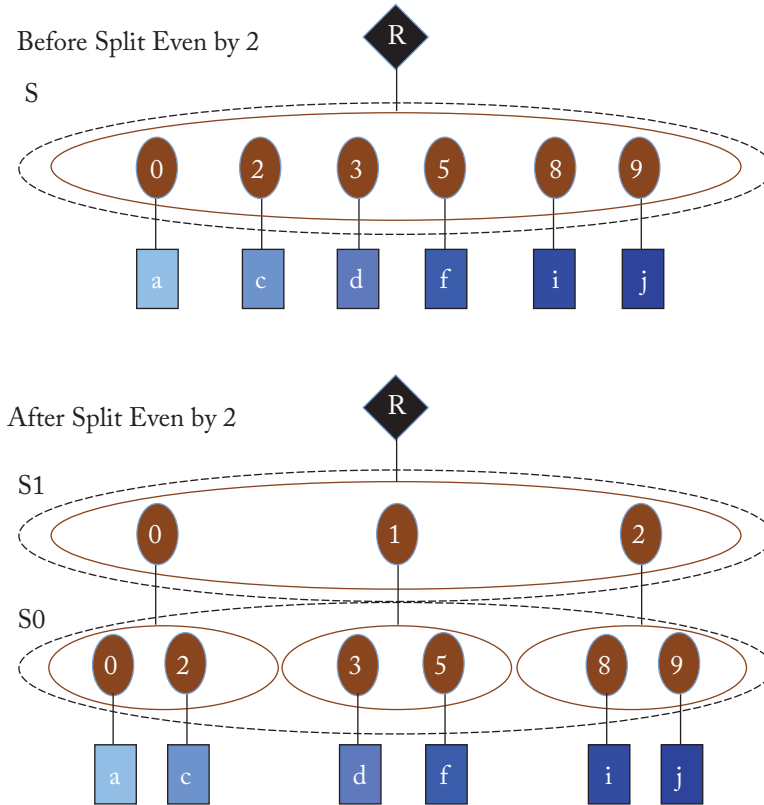 Before Split Even by 2
R
S
0 2 3 5 8 9
a c d f i j
After Split Even by 2
R
S1
0 1 2
S0
0 2 3 5 8 9
a c d f i j